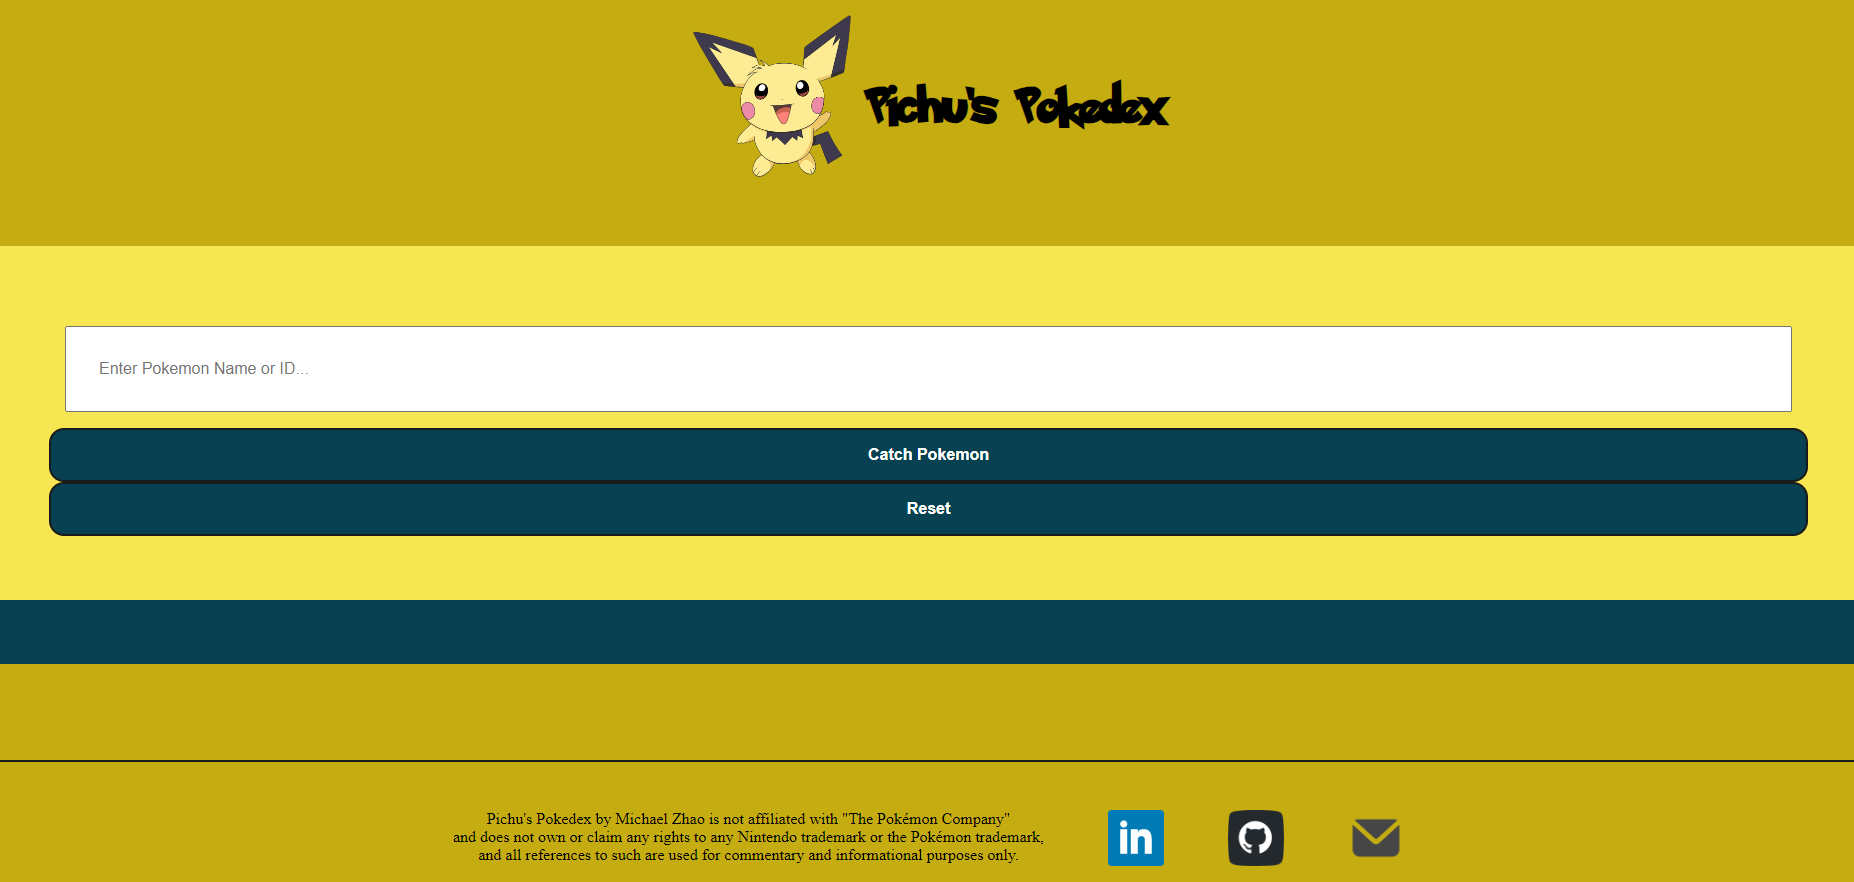 Pichu's Pokedex
Enter Pokemon Name or ID...
Catch Pokemon
Reset
Pichu's Pokedex by Michael Zhao is not affiliated with "The Pokémon Company"
and does not own or claim any rights to any Nintendo trademark or the Pokémon trademark,
and all references to such are used for commentary and informational purposes only.
in